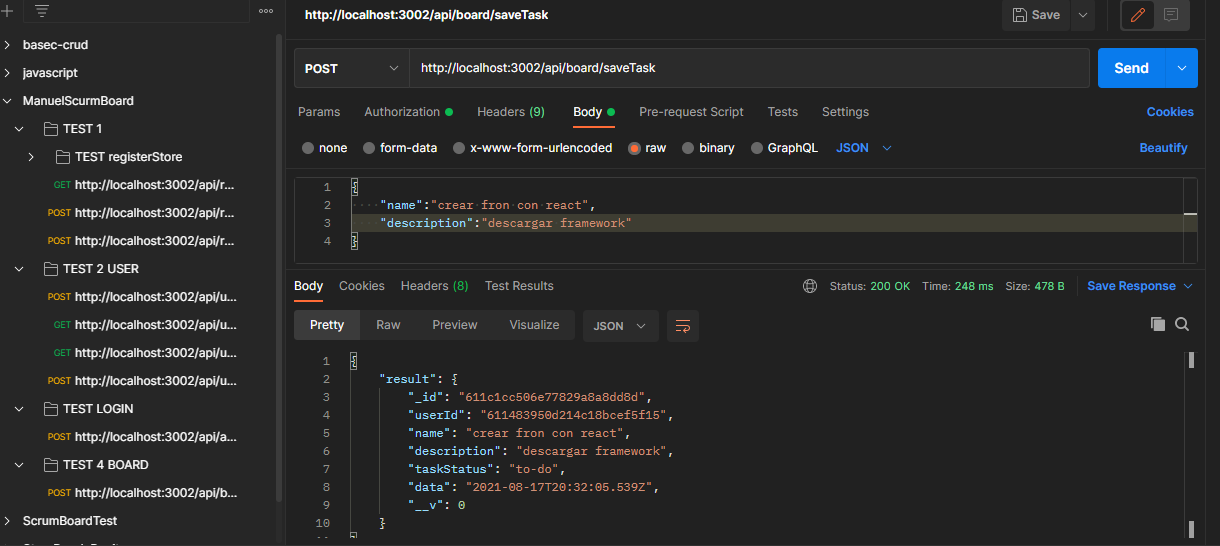 http://localhost:3002/api/board/saveTask
Save
basec-crud
javascript
ManuelScurmBoard
TEST 1
TEST registerStore
GET http://localhost:3002/api/r...
POST http://localhost:3002/api/r...
POST http://localhost:3002/api/r...
TEST 2 USER
POST http://localhost:3002/api/u...
GET http://localhost:3002/api/u...
GET http://localhost:3002/api/u...
POST http://localhost:3002/api/u...
TEST LOGIN
POST http://localhost:3002/api/a...
TEST 4 BOARD
POST http://localhost:3002/api/b...
ScrumBoardTest
POST http://localhost:3002/api/board/saveTask Send
Params Authorization Headers (9) Body Pre-request Script Tests Settings Cookies
none form-data x-www-form-urlencoded raw binary GraphQL JSON Beautify
1 {
2 "name":"crear fron con react",
3 "description":"descargar framework"
4 }
Body Cookies Headers (8) Test Results Status: 200 OK Time: 248 ms Size: 478 B Save Response
Pretty Raw Preview Visualize JSON
1 {
2 "result": {
3 "_id": "611c1cc506e77829a8a8dd8d",
4 "userId": "611483950d214c18bcef5f15",
5 "name": "crear fron con react",
6 "description": "descargar framework",
7 "taskStatus": "to-do",
8 "data": "2021-08-17T20:32:05.539Z",
9 "__v": 0
10 }